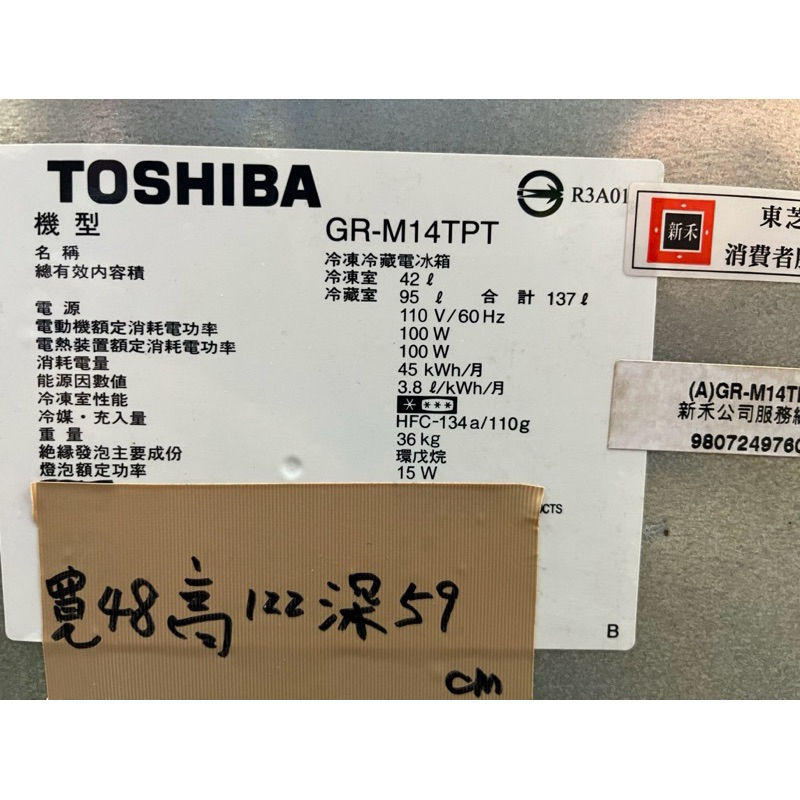 TOSHIBA
R3A01
機型 GR-M14TPT
名稱 冷凍冷藏電冰箱
總有效內容積 冷凍室 42ℓ
冷藏室 95ℓ 合計 137ℓ
電源 110 V/60Hz
電動機額定消耗電功率 100 W
電熱裝置額定消耗電功率 100 W
消耗電量 45 kWh/月
能源因數值 3.8 ℓ/kWh/月
冷凍室性能 * ***
冷媒・充入量 HFC-134a/110g
重量 36 kg
絕緣發泡主要成份 環戊烷
燈泡額定功率 15 W
UCTS
B
新禾
東芝
消費者
(A)GR-M14T
新禾公司服務
980724976
寬48高122深59
cm